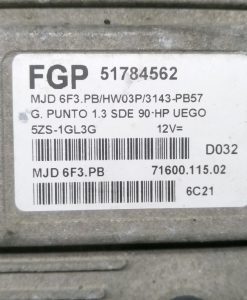 FGP 51784562
MJD 6F3.PB/HW03P/3143-PB57
G. PUNTO 1.3 SDE 90·HP UEGO
5ZS-1GL3G 12V=
D032
MJD 6F3.PB 71600.115.02
6C21